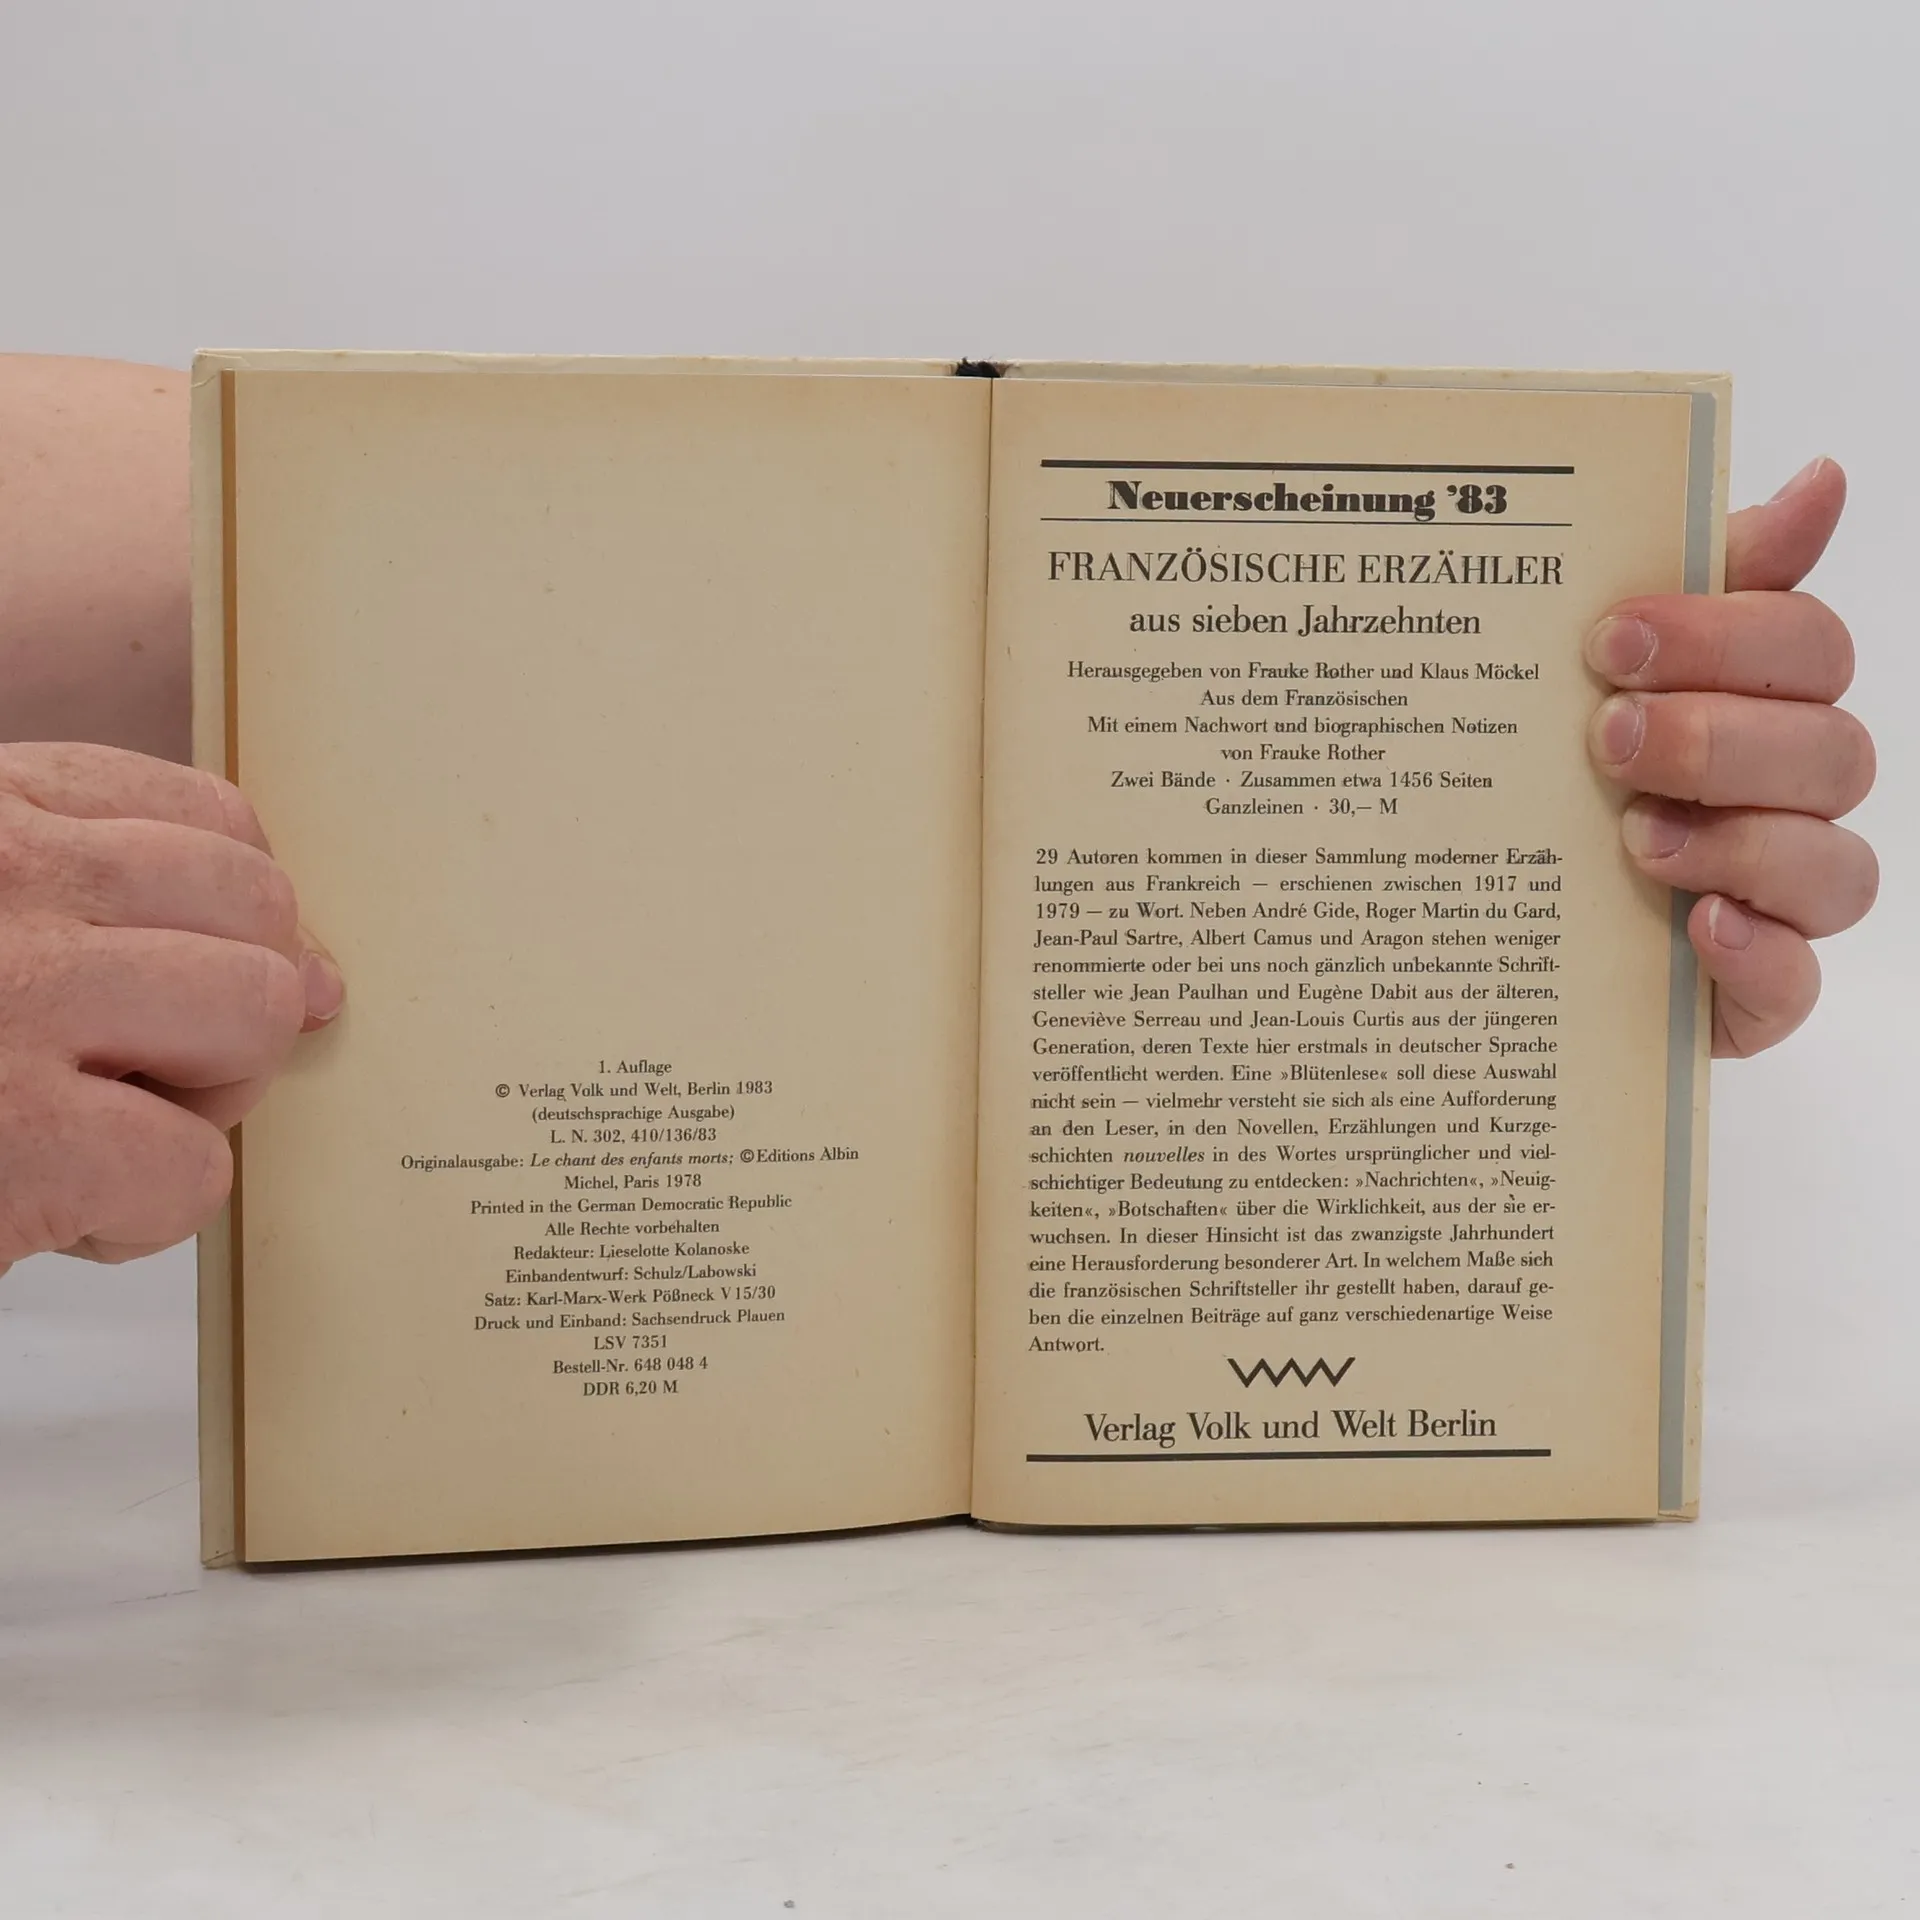 1. Auflage
© Verlag Volk und Welt, Berlin 1983
(deutschsprachige Ausgabe)
L. N. 302, 410/136/83
Originalausgabe: Le chant des enfants morts; ©Editions Albin
Michel, Paris 1978
Printed in the German Democratic Republic
Alle Rechte vorbehalten
Redakteur: Lieselotte Kolanoske
Einbandentwurf: Schulz/Labowski
Satz: Karl-Marx-Werk Pößneck V 15/30
Druck und Einband: Sachsendruck Plauen
LSV 7351
Bestell-Nr. 648 048 4
DDR 6,20 M
Neuerscheinung ’83
FRANZÖSISCHE ERZÄHLER
aus sieben Jahrzehnten
Herausgegeben von Frauke Rother und Klaus Möckel
Aus dem Französischen
Mit einem Nachwort und biographischen Notizen
von Frauke Rother
Zwei Bände · Zusammen etwa 1456 Seiten
Ganzleinen · 30,— M
29 Autoren kommen in dieser Sammlung moderner Erzäh-
lungen aus Frankreich — erschienen zwischen 1917 und
1979 — zu Wort. Neben André Gide, Roger Martin du Gard,
Jean-Paul Sartre, Albert Camus und Aragon stehen weniger
renommierte oder bei uns noch gänzlich unbekannte Schrift-
steller wie Jean Paulhan und Eugène Dabit aus der älteren,
Geneviève Serreau und Jean-Louis Curtis aus der jüngeren
Generation, deren Texte hier erstmals in deutscher Sprache
veröffentlicht werden. Eine »Blütenlese« soll diese Auswahl
nicht sein — vielmehr versteht sie sich als eine Aufforderung
an den Leser, in den Novellen, Erzählungen und Kurzge-
schichten nouvelles in des Wortes ursprünglicher und viel-
schichtiger Bedeutung zu entdecken: »Nachrichten«, »Neuig-
keiten«, »Botschaften« über die Wirklichkeit, aus der sie er-
wuchsen. In dieser Hinsicht ist das zwanzigste Jahrhundert
eine Herausforderung besonderer Art. In welchem Maße sich
die französischen Schriftsteller ihr gestellt haben, darauf ge-
ben die einzelnen Beiträge auf ganz verschiedenartige Weise
Antwort.
Verlag Volk und Welt Berlin